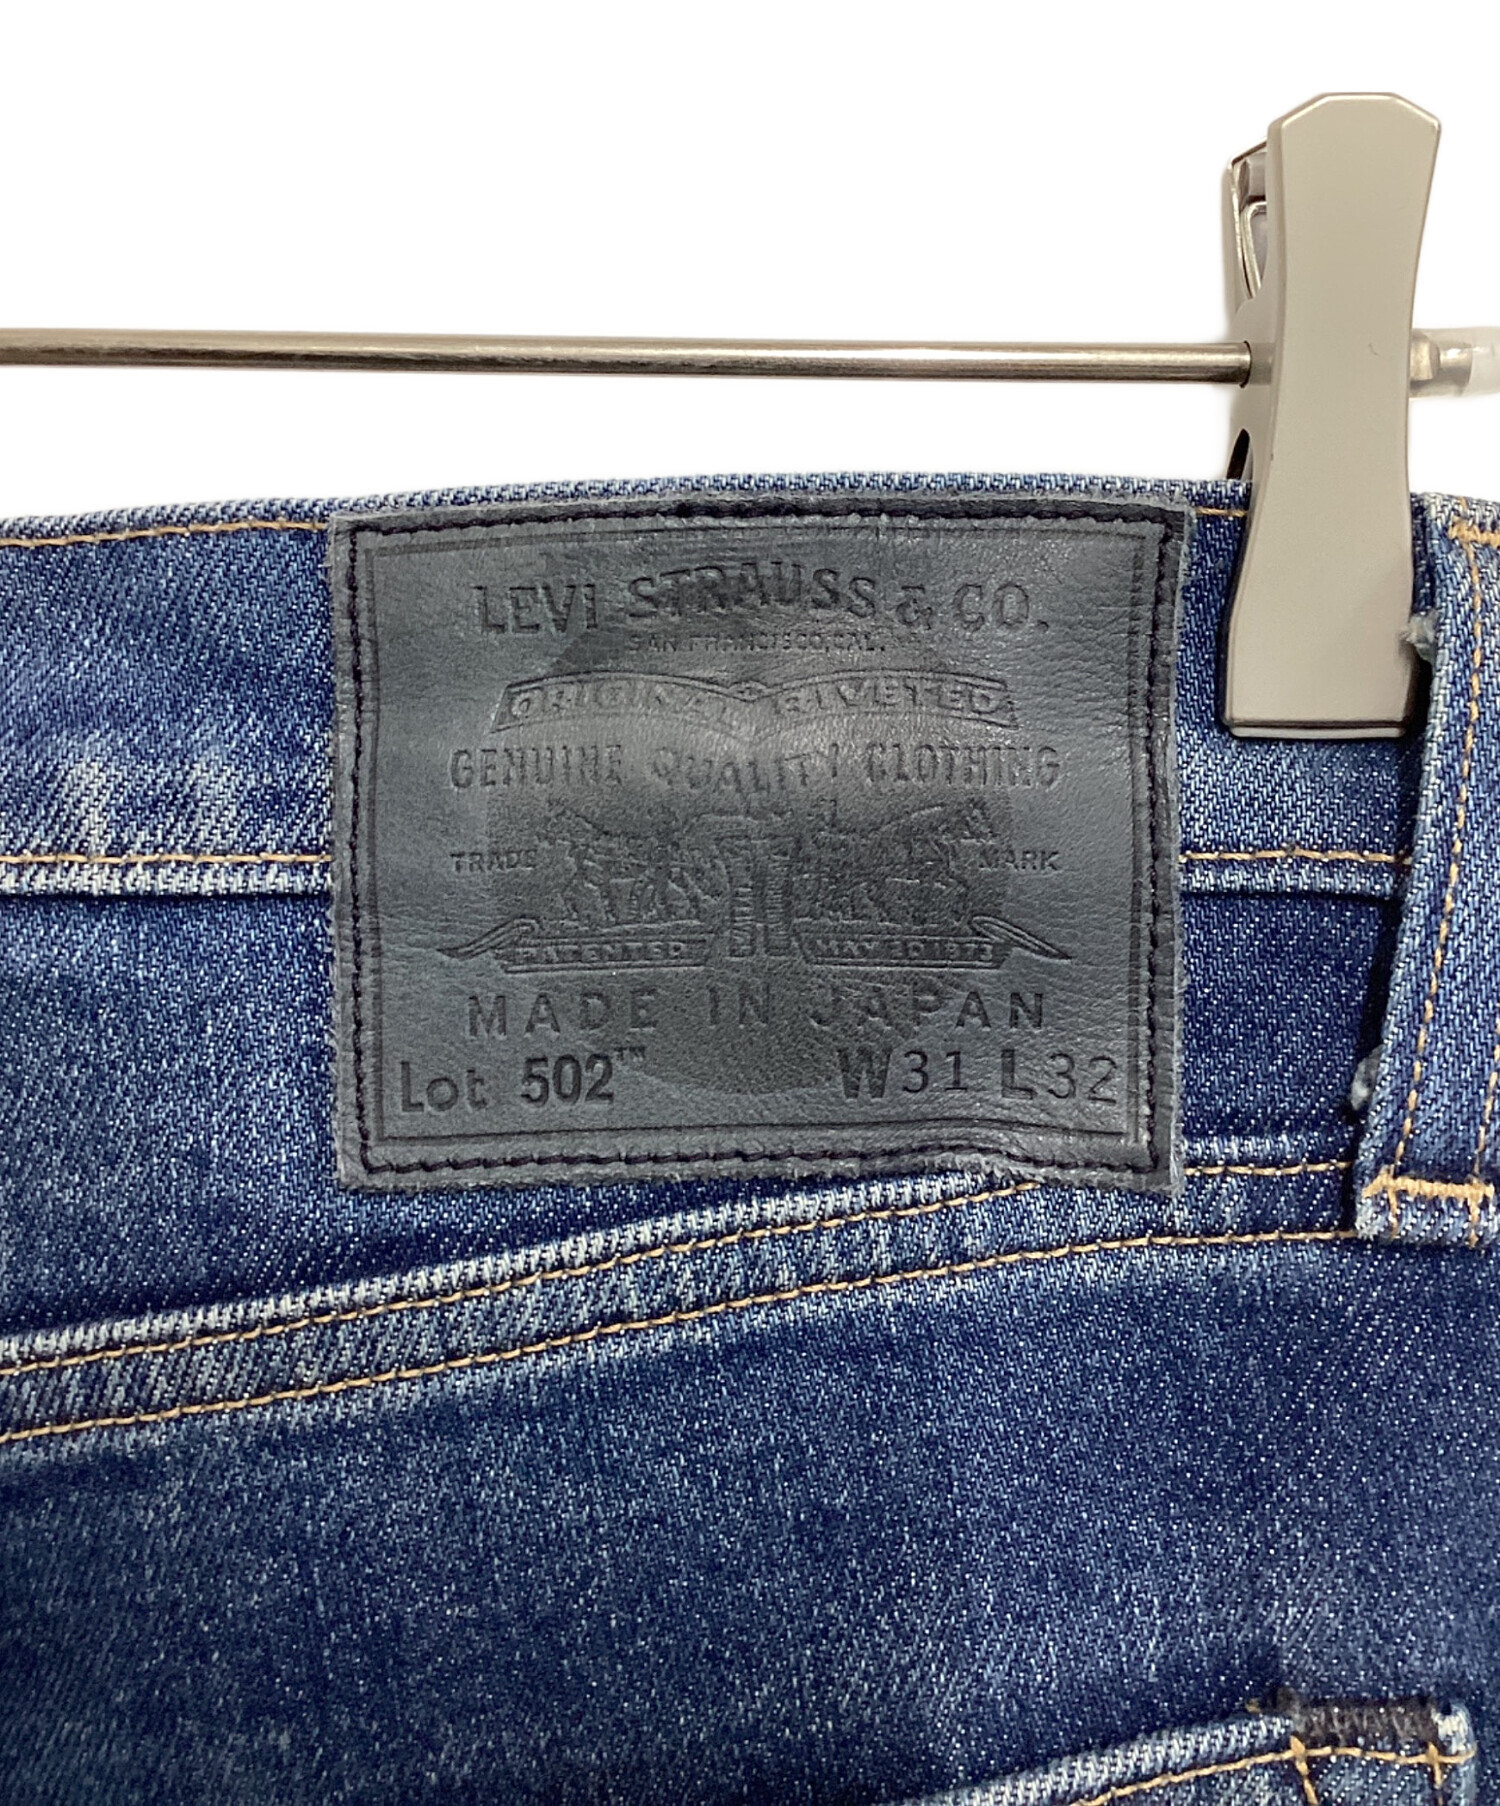 LEVI STRAUSS & CO.
SAN FRANCISCO, CAL.
ORIGINAL RIVETED
GENUINE QUALITY CLOTHING
TRADE MARK
PATENTED MAY 20 1873
MADE IN JAPAN
Lot 502™ W31 L32